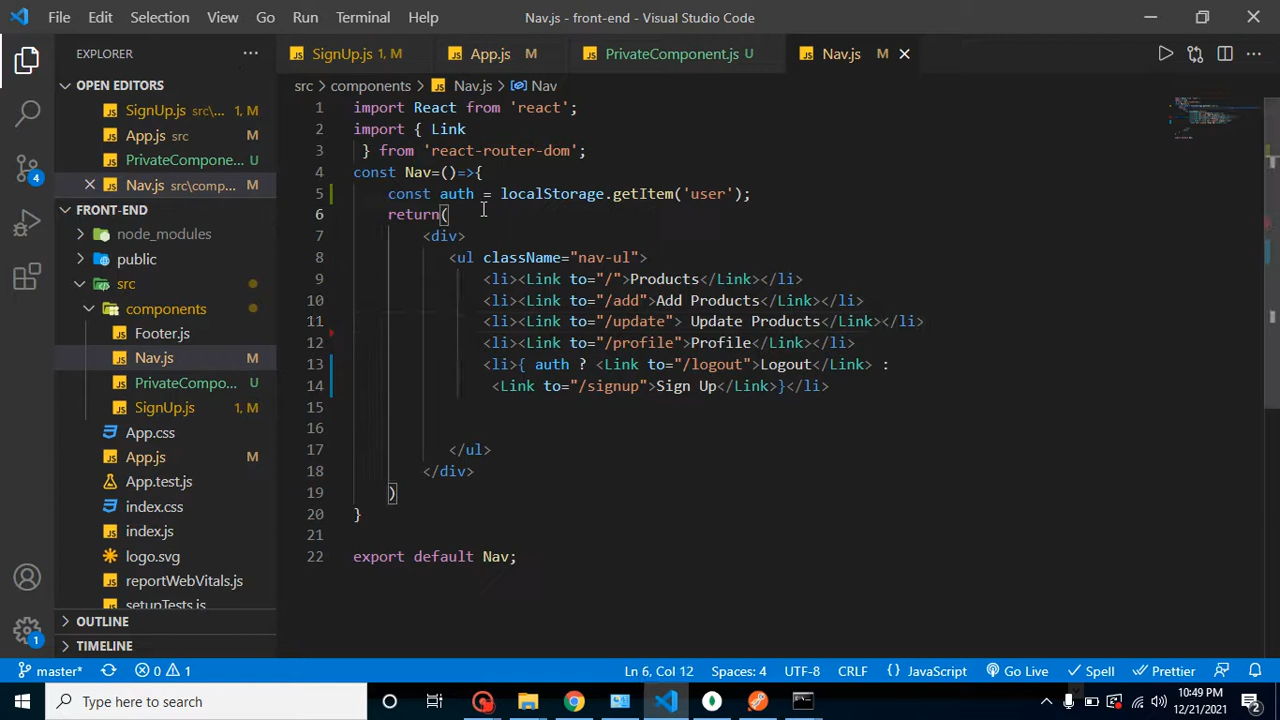 File Edit Selection View Go Run Terminal Help Nav.js - front-end - Visual Studio Code
EXPLORER
OPEN EDITORS
SignUp.js src\... 1, M
App.js src M
PrivateCompone... U
Nav.js src\comp... M
FRONT-END
node_modules
public
src
components
Footer.js
Nav.js M
PrivateCompo... U
SignUp.js 1, M
App.css
App.js M
App.test.js
index.css
index.js
logo.svg
reportWebVitals.js
setupTests.js
OUTLINE
TIMELINE
4
1
SignUp.js 1, M App.js M PrivateComponent.js U Nav.js M
src > components > Nav.js > Nav
1 import React from 'react';
2 import { Link
3 } from 'react-router-dom';
4 const Nav=()=>{
5 const auth = localStorage.getItem('user');
6 return(
7 <div>
8 <ul className="nav-ul">
9 <li><Link to="/">Products</Link></li>
10 <li><Link to="/add">Add Products</Link></li>
11 <li><Link to="/update"> Update Products</Link></li>
12 <li><Link to="/profile">Profile</Link></li>
13 <li>{ auth ? <Link to="/logout">Logout</Link> :
14 <Link to="/signup">Sign Up</Link>}</li>
15
16
17 </ul>
18 </div>
19 )
20 }
21
22 export default Nav;
master* 0 1 Ln 6, Col 12 Spaces: 4 UTF-8 CRLF { } JavaScript Go Live Spell Prettier
Type here to search
10:49 PM
12/21/2021
2